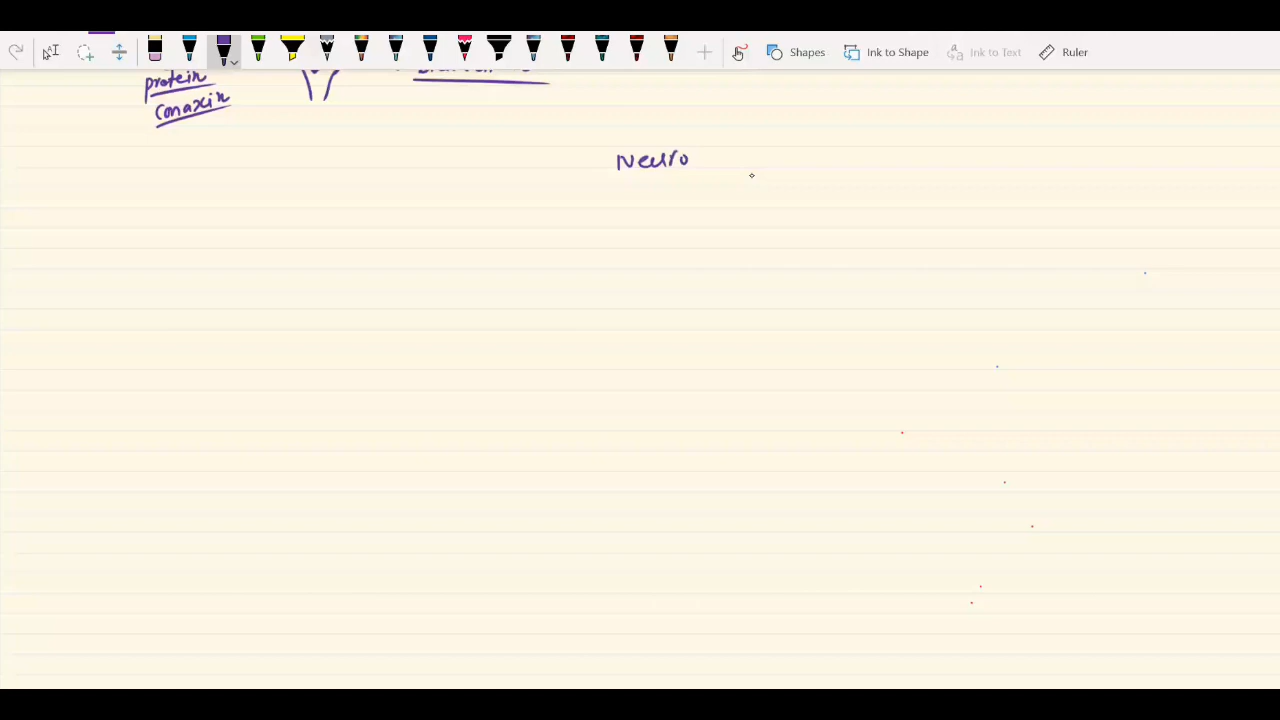 Ink to Shape
Shapes
Ink to Text
Ruler
protein
conaxin
Neuro